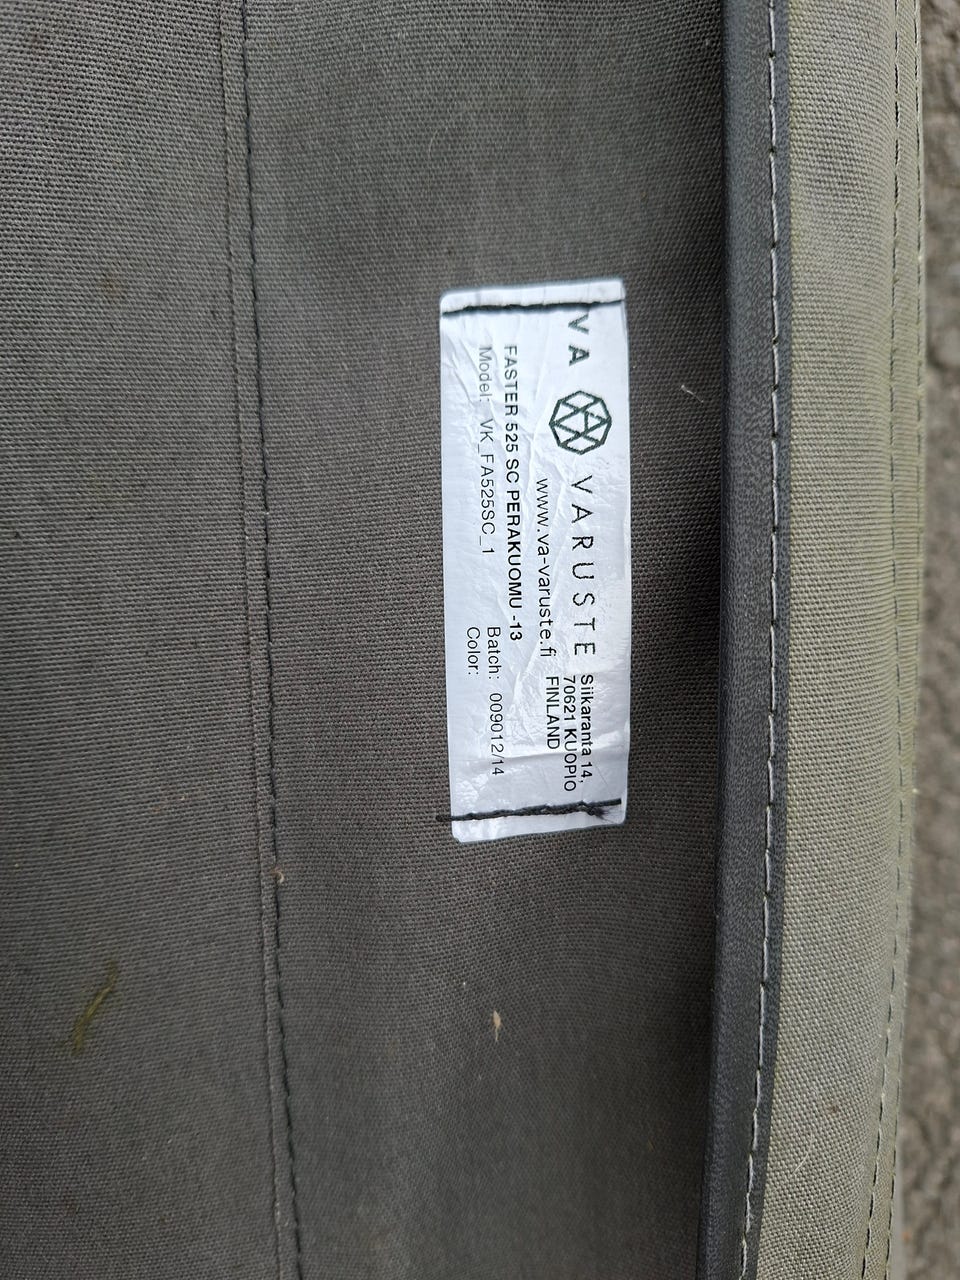 VA VARUSTE
Siikaranta 14,
70621 KUOPIO
FINLAND
www.va-varuste.fi
FASTER 525 SC PERAKUOMU -13
Model: VK_FA525SC_1
Batch: 009012/14
Color: